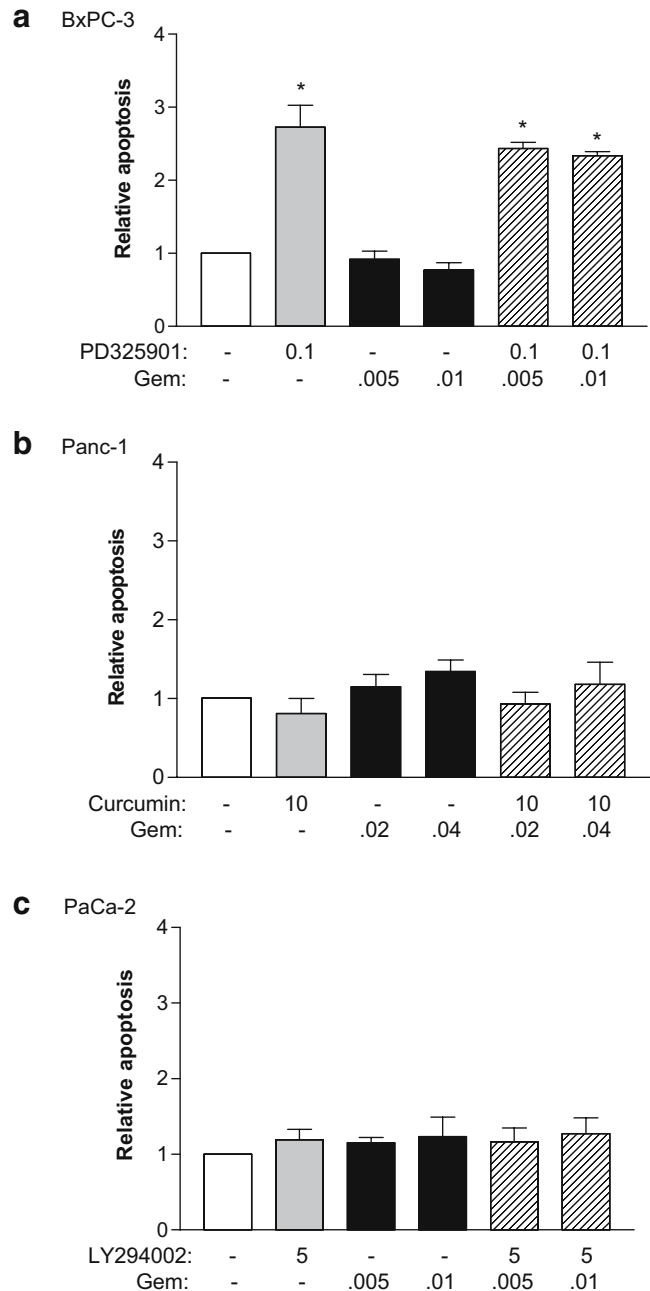 a BxPC-3
4
3
2
1
0
Relative apoptosis
*
*
*
PD325901: - 0.1 - - 0.1 0.1
Gem: - - .005 .01 .005 .01
b Panc-1
4
3
2
1
0
Relative apoptosis
Curcumin: - 10 - - 10 10
Gem: - - .02 .04 .02 .04
c PaCa-2
4
3
2
1
0
Relative apoptosis
LY294002: - 5 - - 5 5
Gem: - - .005 .01 .005 .01